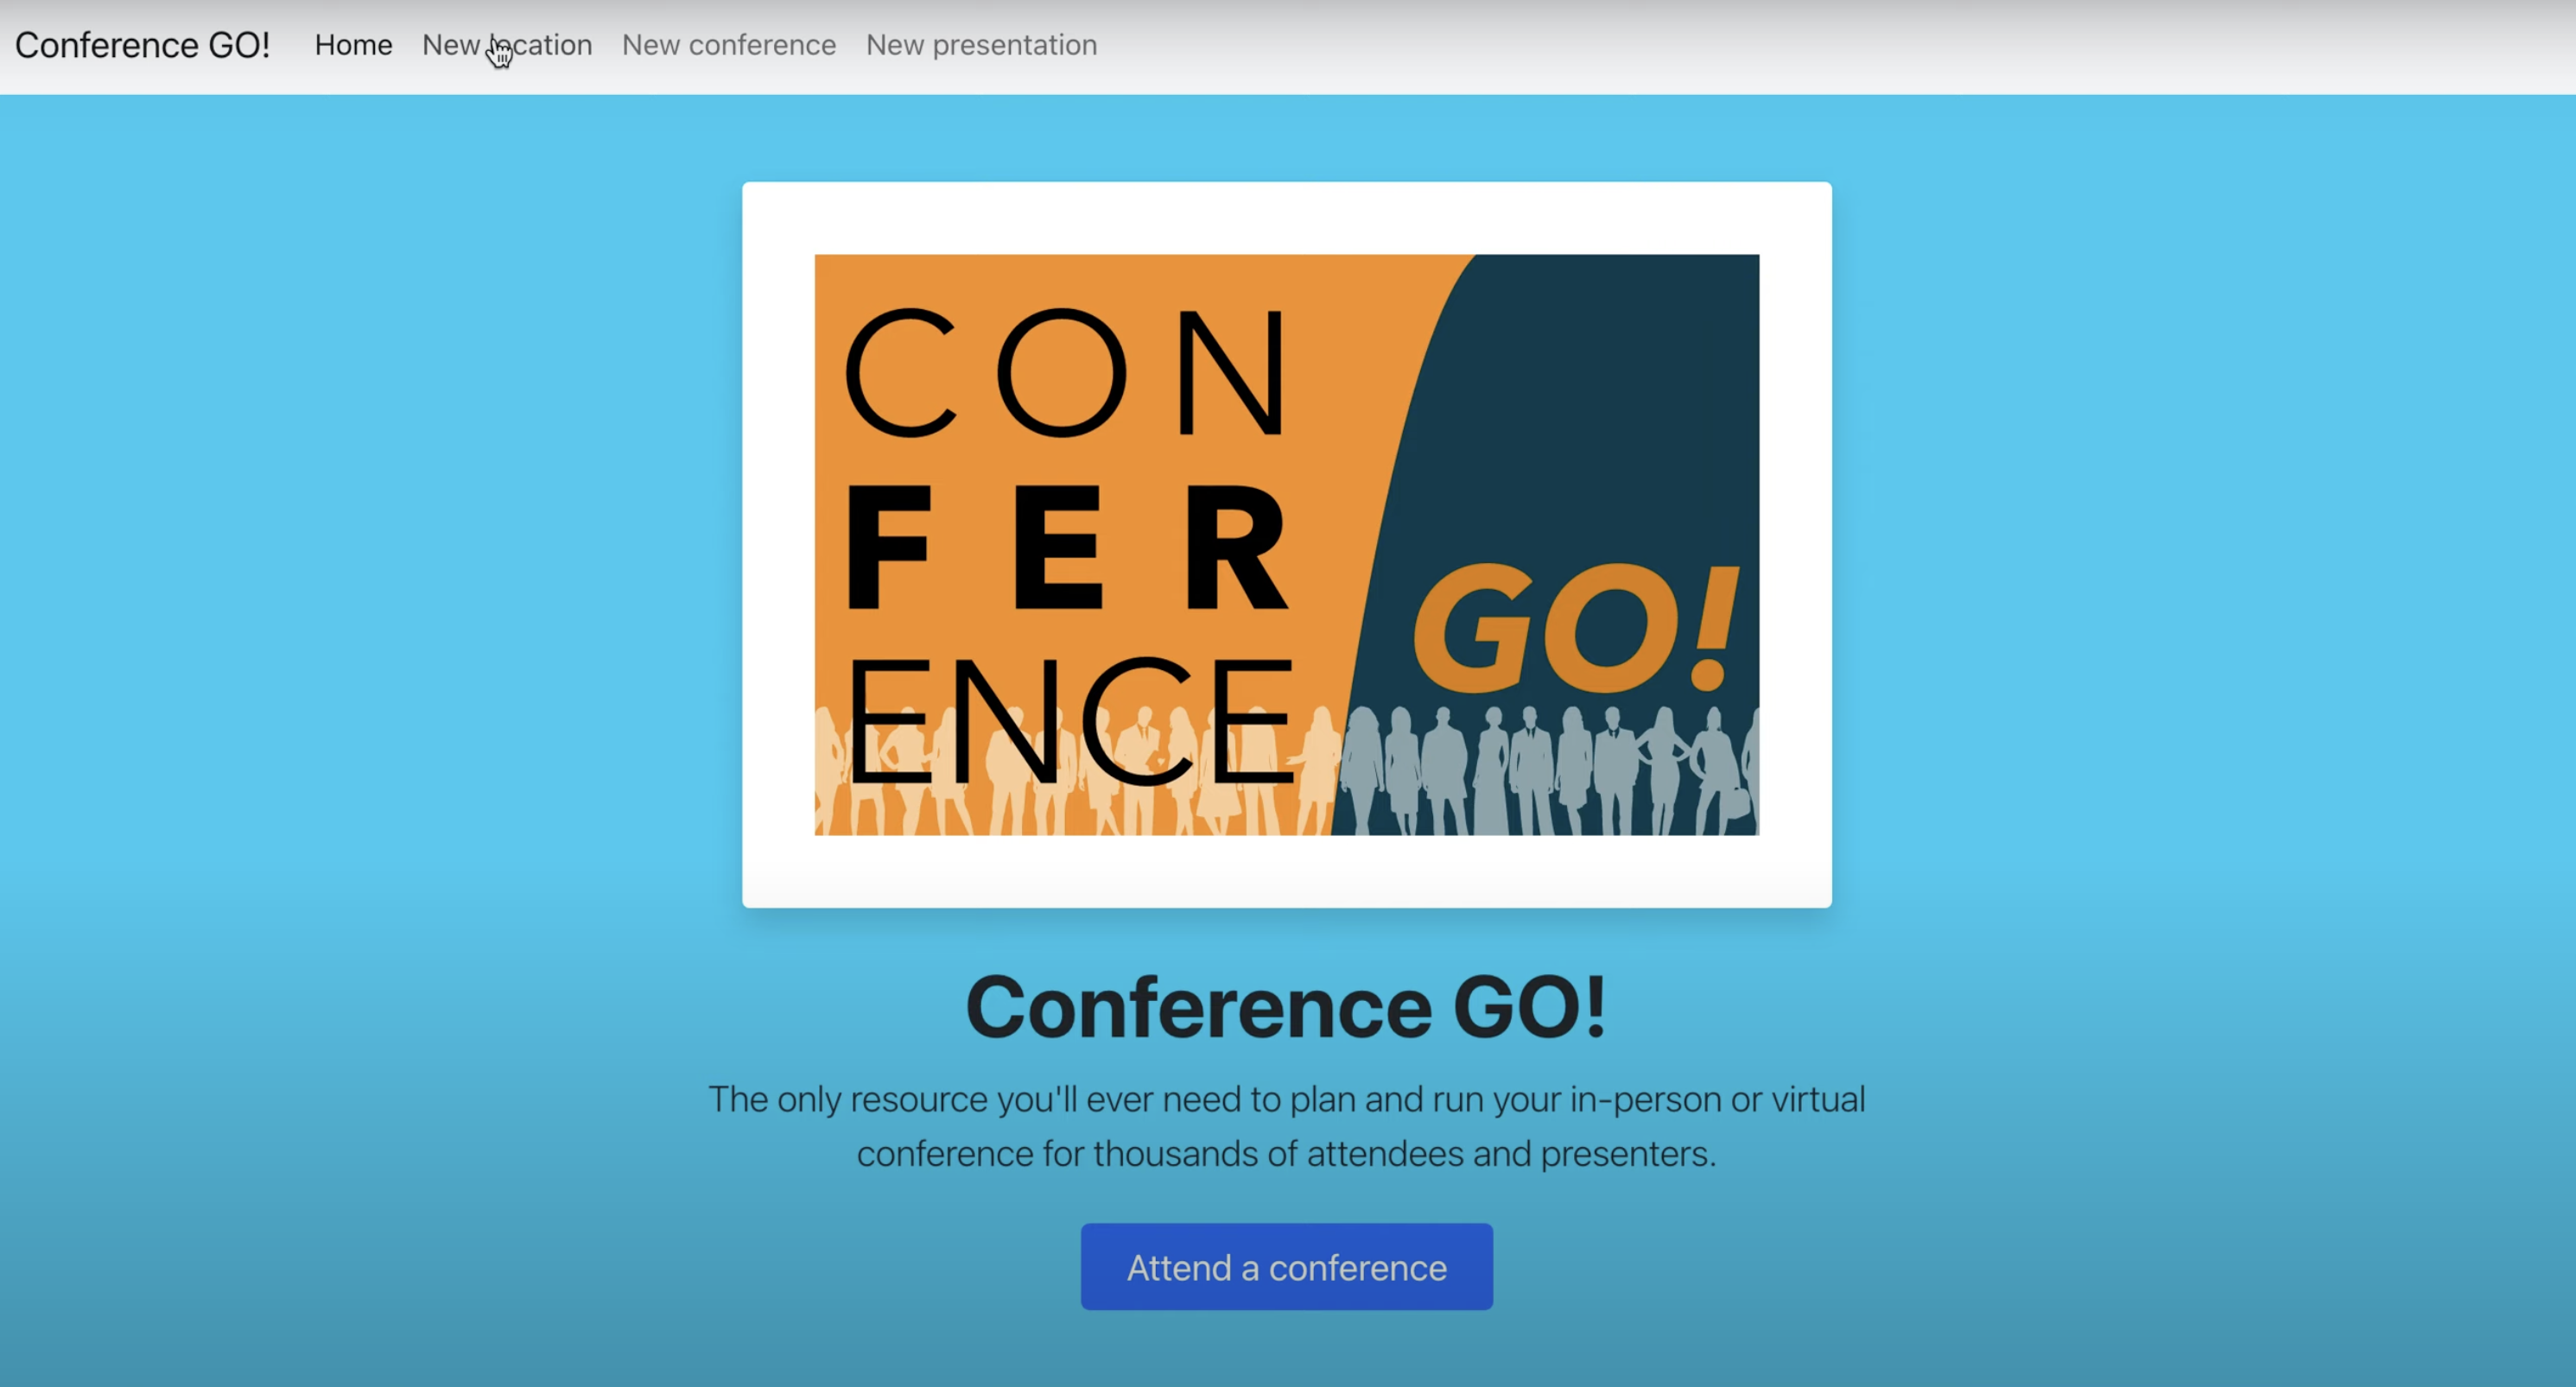 Conference GO! Home New location New conference New presentation
CON
FER
ENCE
GO!
Conference GO!
The only resource you'll ever need to plan and run your in-person or virtual
conference for thousands of attendees and presenters.
Attend a conference